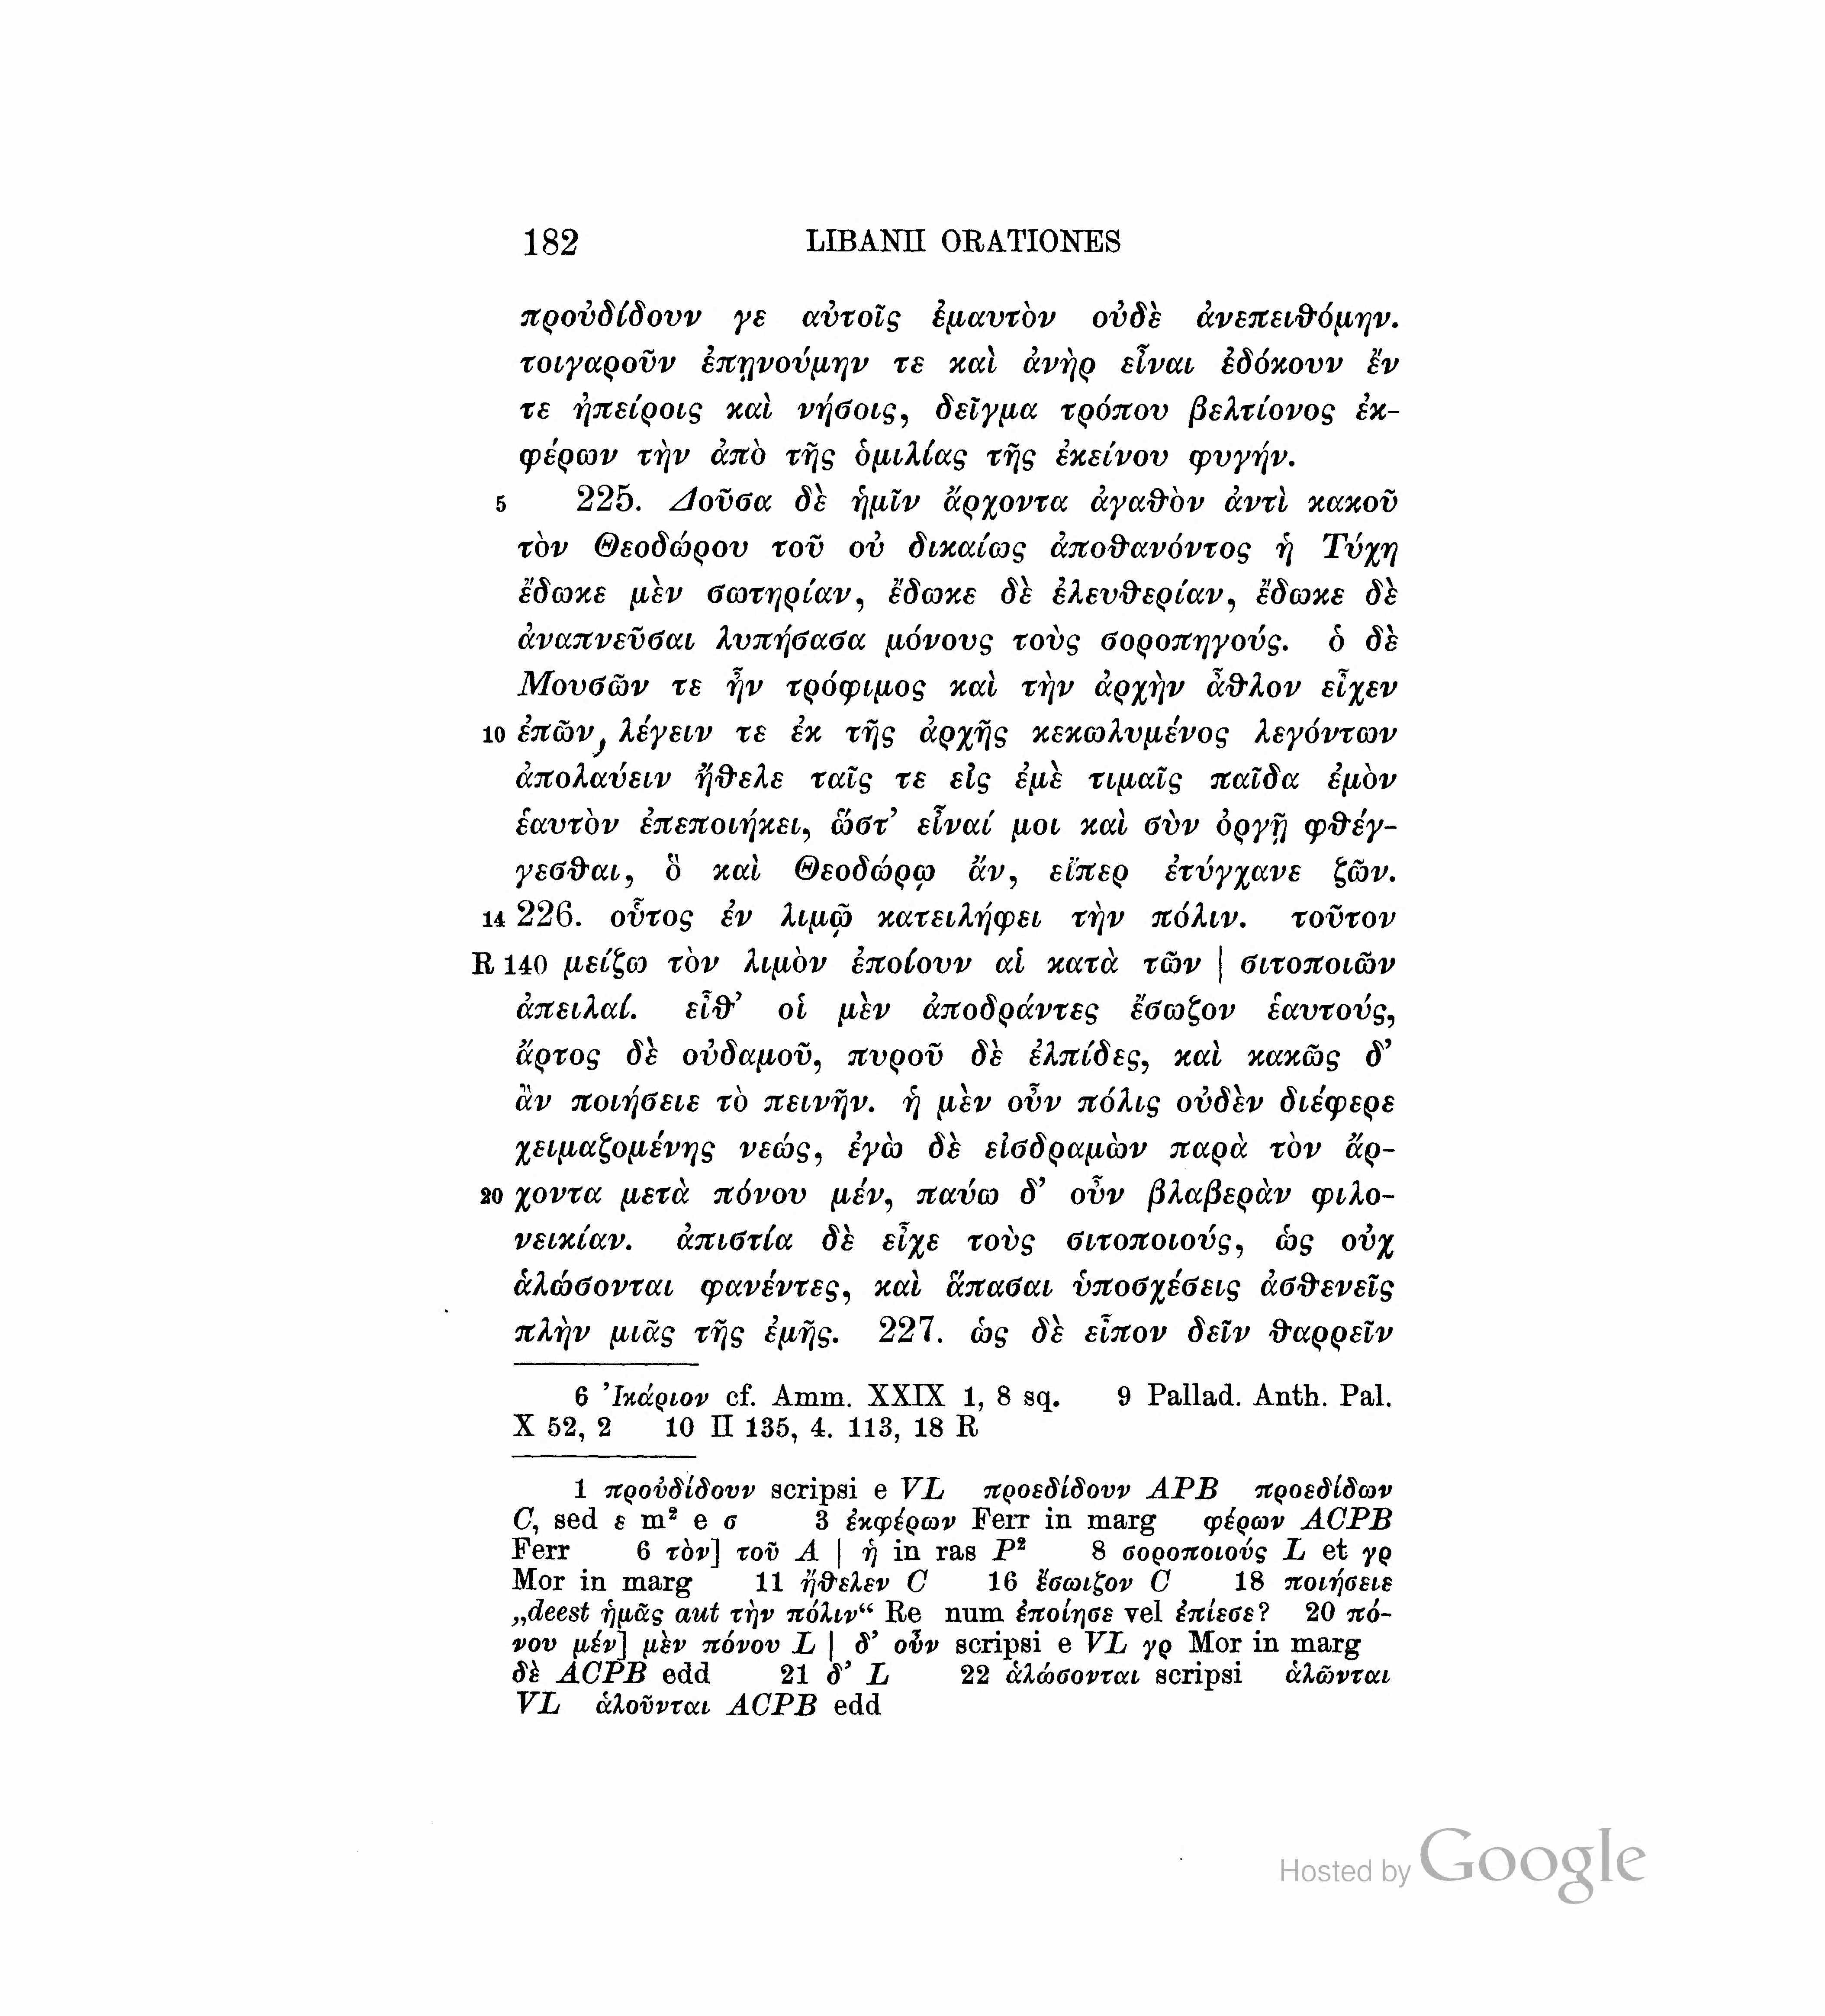 182 LIBANII ORATIONES
προὐδίδουν γε αὐτοῖς ἐμαυτὸν οὐδὲ ἀνεπειθόμην.
τοιγαροῦν ἐπῃνούμην τε καὶ ἀνὴρ εἶναι ἐδόκουν ἔν
τε ἠπείροις καὶ νήσοις, δεῖγμα τρόπου βελτίονος ἐκ-
φέρων τὴν ἀπὸ τῆς ὁμιλίας τῆς ἐκείνου φυγήν.
5 225. Δοῦσα δὲ ἡμῖν ἄρχοντα ἀγαθὸν ἀντὶ κακοῦ
τὸν Θεοδώρου τοῦ οὐ δικαίως ἀποθανόντος ἡ Τύχη
ἔδωκε μὲν σωτηρίαν, ἔδωκε δὲ ἐλευθερίαν, ἔδωκε δὲ
ἀναπνεῦσαι λυπήσασα μόνους τοὺς σοροπηγούς. ὁ δὲ
Μουσῶν τε ἦν τρόφιμος καὶ τὴν ἀρχὴν ἆθλον εἶχεν
10 ἐπῶν, λέγειν τε ἐκ τῆς ἀρχῆς κεκωλυμένος λεγόντων
ἀπολαύειν ἤθελε ταῖς τε εἰς ἐμὲ τιμαῖς παῖδα ἐμὸν
ἑαυτὸν ἐπεποιήκει, ὥστ’ εἶναί μοι καὶ σὺν ὀργῇ φθέγ-
γεσθαι, ὃ καὶ Θεοδώρῳ ἄν, εἴπερ ἐτύγχανε ζῶν.
14 226. οὗτος ἐν λιμῷ κατειλήφει τὴν πόλιν. τοῦτον
R 140 μείζω τὸν λιμὸν ἐποίουν αἱ κατὰ τῶν | σιτοποιῶν
ἀπειλαί. εἶθ’ οἱ μὲν ἀποδράντες ἔσωζον ἑαυτούς,
ἄρτος δὲ οὐδαμοῦ, πυροῦ δὲ ἐλπίδες, καὶ κακῶς δ’
ἂν ποιήσειε τὸ πεινῆν. ἡ μὲν οὖν πόλις οὐδὲν διέφερε
χειμαζομένης νεώς, ἐγὼ δὲ εἰσδραμὼν παρὰ τὸν ἄρ-
20 χοντα μετὰ πόνου μέν, παύω δ’ οὖν βλαβερὰν φιλο-
νεικίαν. ἀπιστία δὲ εἶχε τοὺς σιτοποιούς, ὡς οὐχ
ἁλώσονται φανέντες, καὶ ἅπασαι ὑποσχέσεις ἀσθενεῖς
πλὴν μιᾶς τῆς ἐμῆς. 227. ὡς δὲ εἶπον δεῖν θαρρεῖν
6 Ἰκάριον cf. Amm. XXIX 1, 8 sq. 9 Pallad. Anth. Pal.
X 52, 2 10 II 135, 4. 113, 18 R
1 προὐδίδουν scripsi e VL προεδίδουν APB προεδίδων
C, sed ε m² e σ 3 ἐκφέρων Ferr in marg φέρων ACPB
Ferr 6 τὸν] τοῦ A | ἡ in ras P² 8 σοροποιούς L et γρ
Mor in marg 11 ἤθελεν C 16 ἔσωιζον C 18 ποιήσειε
„deest ἡμᾶς aut τὴν πόλιν“ Re num ἐποίησε vel ἐπίεσε? 20 πό-
νου μέν] μὲν πόνου L | δ’ οὖν scripsi e VL γρ Mor in marg
δὲ ACPB edd 21 δ’ L 22 ἁλώσονται scripsi ἁλῶνται
VL ἁλοῦνται ACPB edd
Hosted by Google